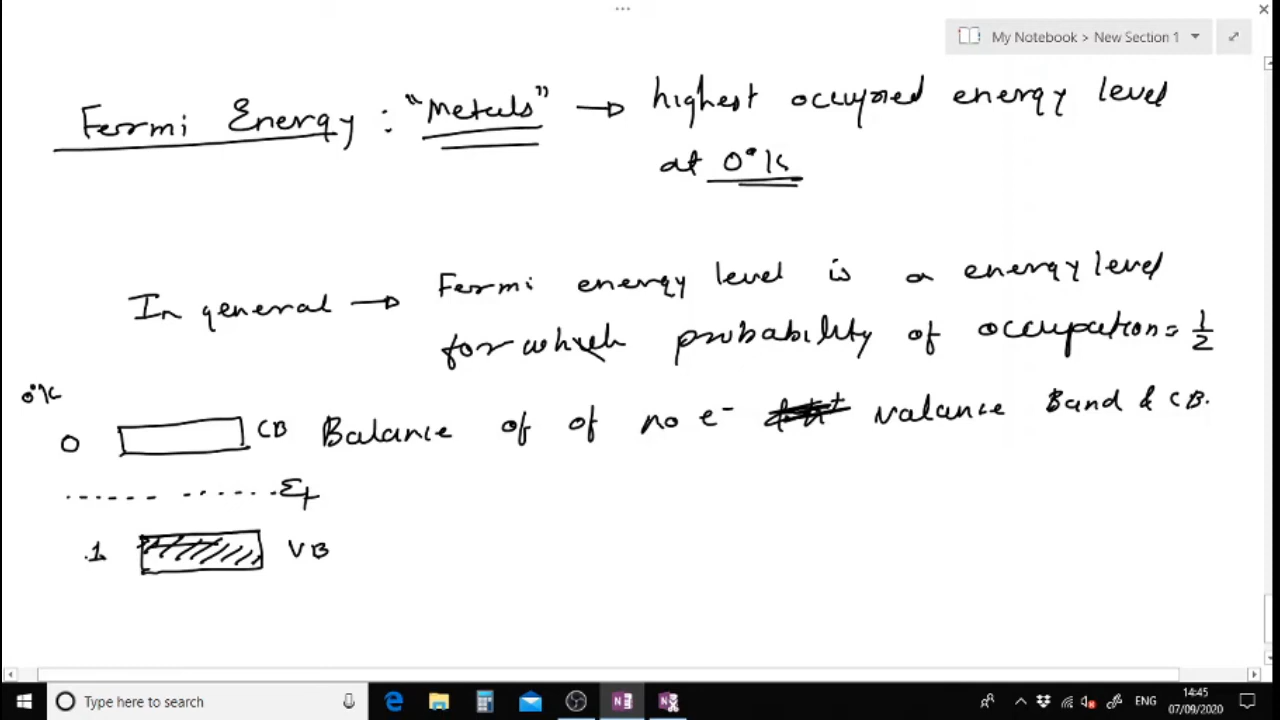 My Notebook > New Section 1
Fermi Energy : "Metals" → highest occupied energy level
at 0°K
In general → Fermi energy level is a energy level
for which probability of occupation = 1/2
0°K
0 CB Balance of of no e- valance Band & CB.
Ef
1 VB
Type here to search
ENG
14:45
07/09/2020